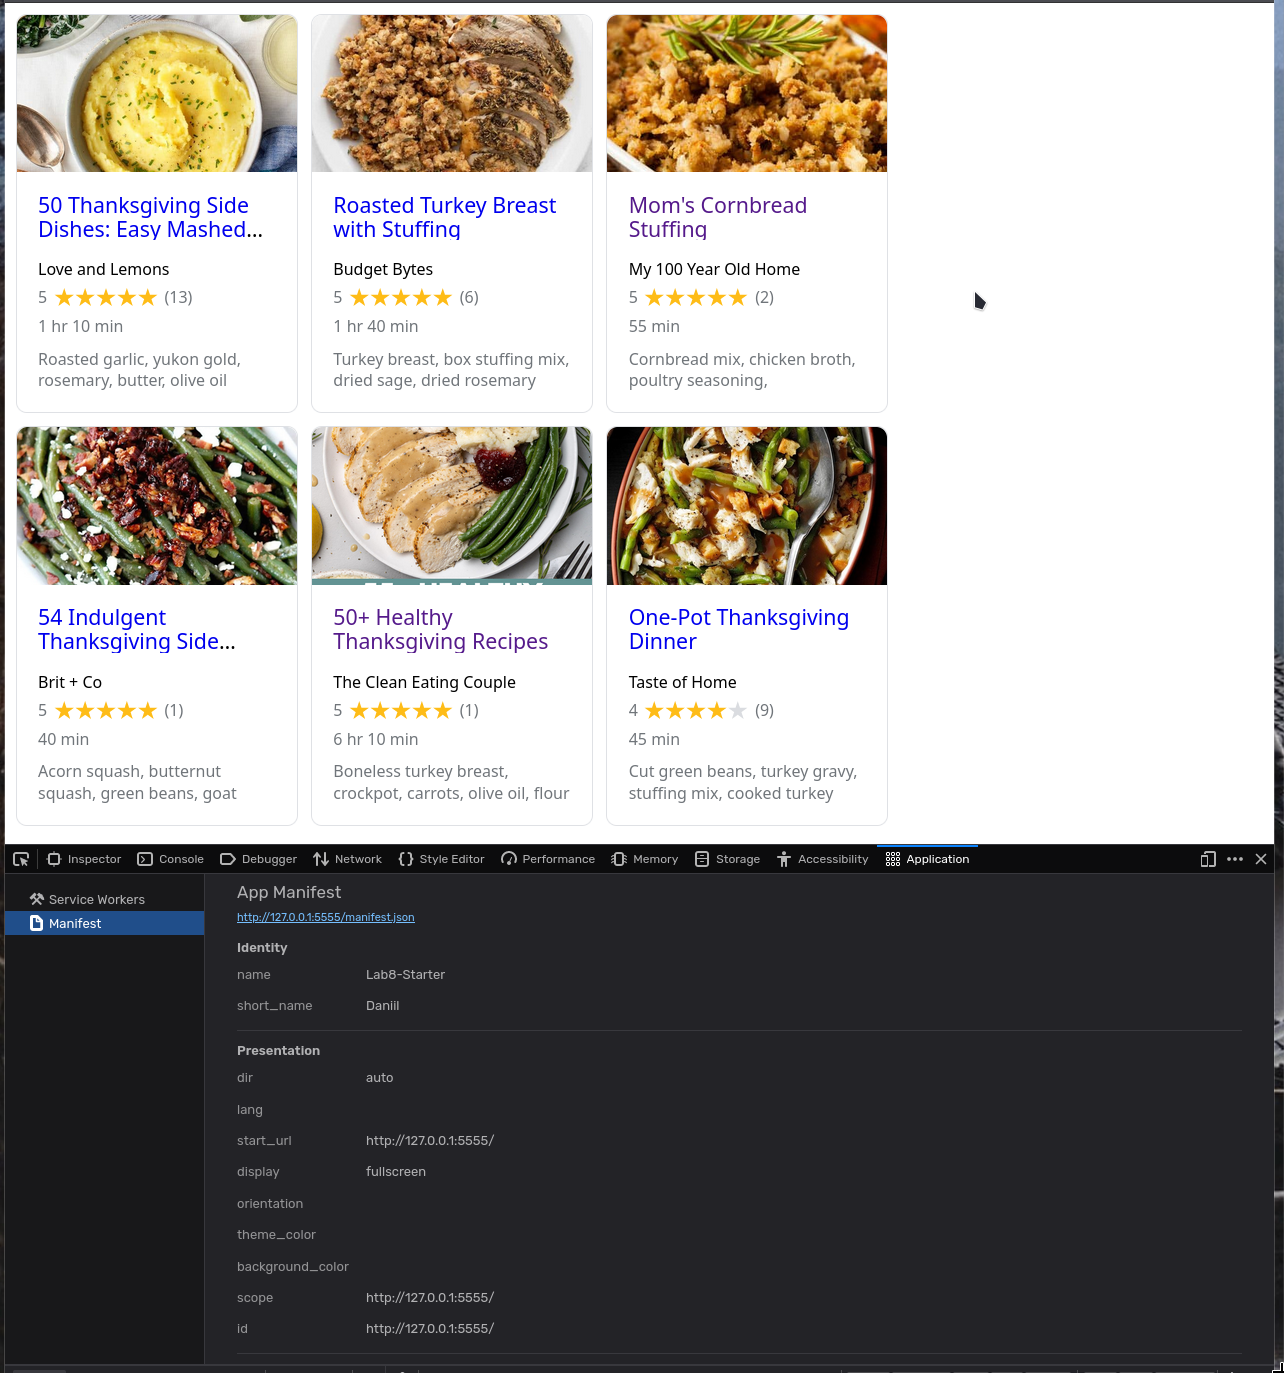 50 Thanksgiving Side
Dishes: Easy Mashed...
Love and Lemons
5 ★★★★★ (13)
1 hr 10 min
Roasted garlic, yukon gold,
rosemary, butter, olive oil
Roasted Turkey Breast
with Stuffing
Budget Bytes
5 ★★★★★ (6)
1 hr 40 min
Turkey breast, box stuffing mix,
dried sage, dried rosemary
Mom's Cornbread
Stuffing
My 100 Year Old Home
5 ★★★★★ (2)
55 min
Cornbread mix, chicken broth,
poultry seasoning,
54 Indulgent
Thanksgiving Side...
Brit + Co
5 ★★★★★ (1)
40 min
Acorn squash, butternut
squash, green beans, goat
50+ Healthy
Thanksgiving Recipes
The Clean Eating Couple
5 ★★★★★ (1)
6 hr 10 min
Boneless turkey breast,
crockpot, carrots, olive oil, flour
One-Pot Thanksgiving
Dinner
Taste of Home
4 ★★★★★ (9)
45 min
Cut green beans, turkey gravy,
stuffing mix, cooked turkey
Inspector Console Debugger Network Style Editor Performance Memory Storage Accessibility Application
Service Workers
Manifest
App Manifest
http://127.0.0.1:5555/manifest.json
Identity
name Lab8-Starter
short_name Daniil
Presentation
dir auto
lang
start_url http://127.0.0.1:5555/
display fullscreen
orientation
theme_color
background_color
scope http://127.0.0.1:5555/
id http://127.0.0.1:5555/